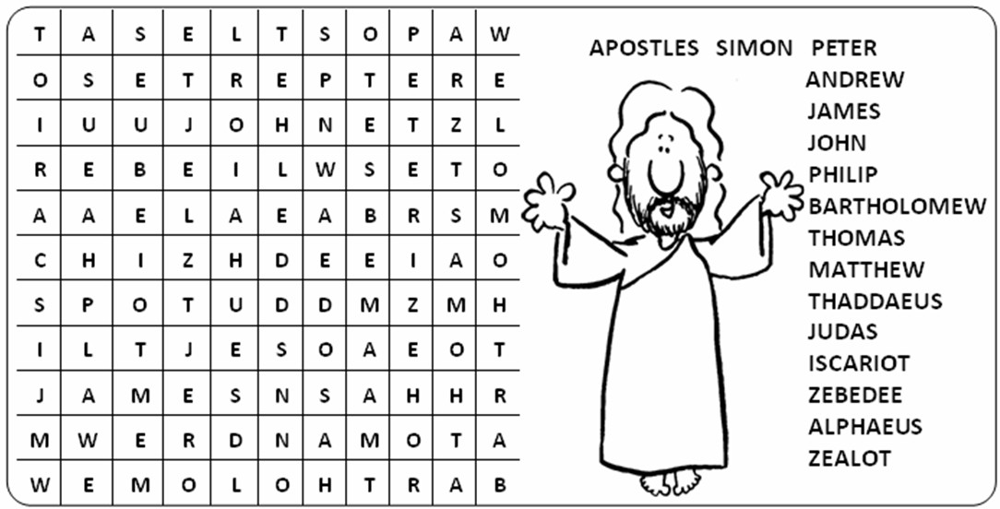 T A S E L T S O P A W
O S E T R E P T E R E
I U U J O H N E T Z L
R E B E I L W S E T O
A A E L A E A B R S M
C H I Z H D E E I A O
S P O T U D D M Z M H
I L T J E S O A E O T
J A M E S N S A H H R
M W E R D N A M O T A
W E M O L O H T R A B
APOSTLES SIMON PETER
ANDREW
JAMES
JOHN
PHILIP
BARTHOLOMEW
THOMAS
MATTHEW
THADDAEUS
JUDAS
ISCARIOT
ZEBEDEE
ALPHAEUS
ZEALOT